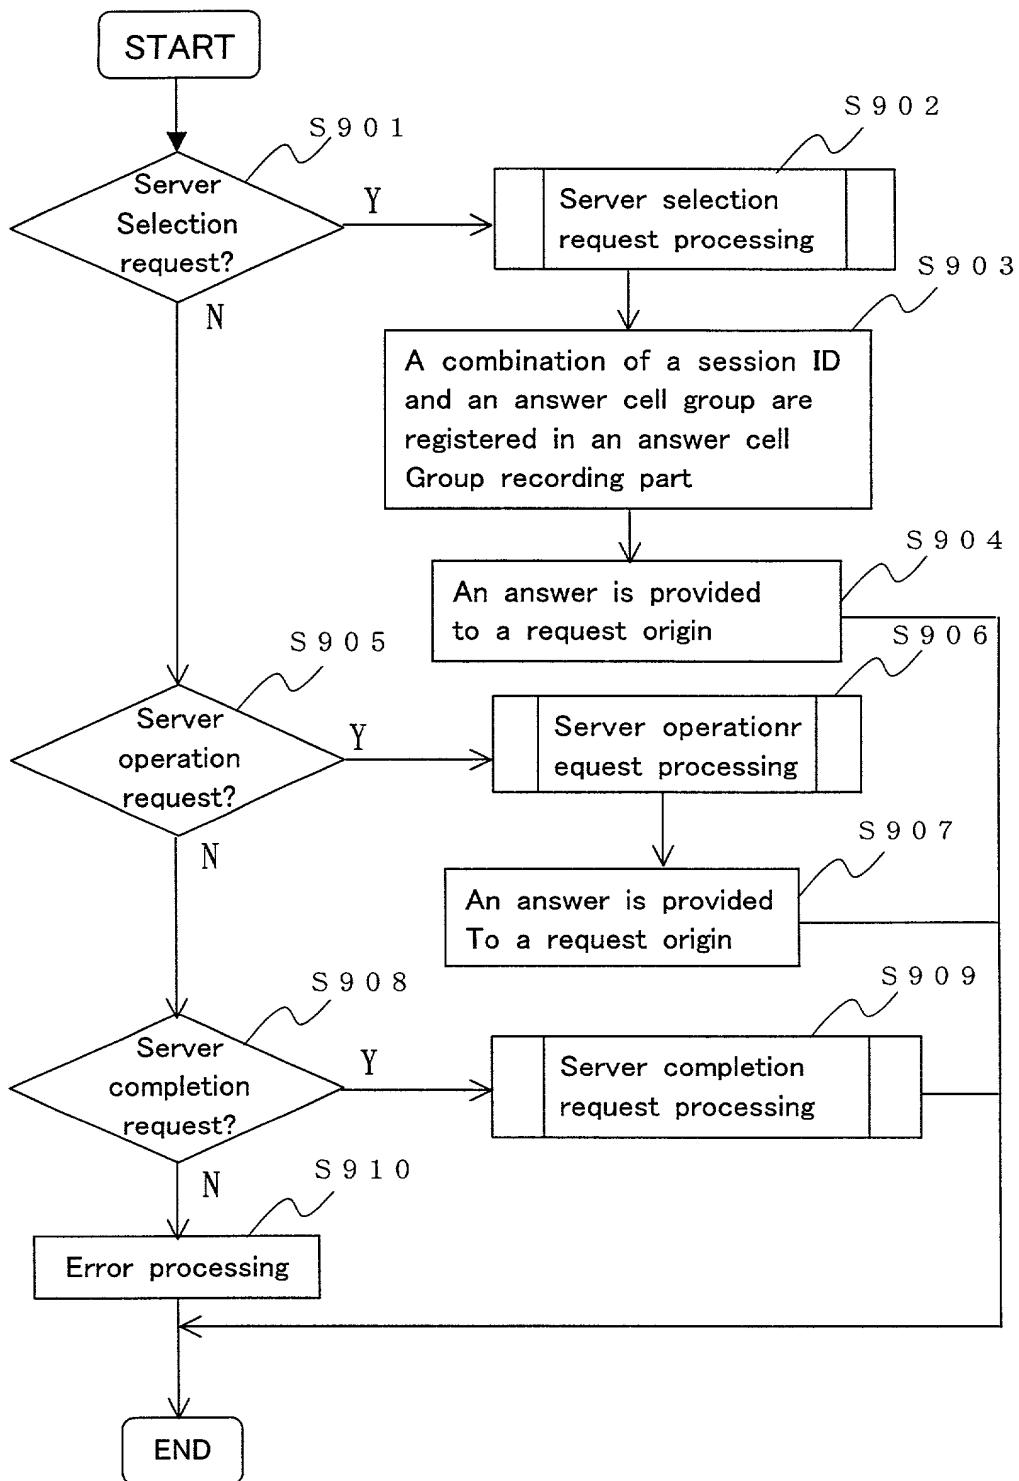 START
S901
Server
Selection
request?
Y
N
S902
Server selection
request processing
S903
A combination of a session ID
and an answer cell group are
registered in an answer cell
Group recording part
S904
An answer is provided
to a request origin
S905
Server
operation
request?
Y
N
S906
Server operationr
equest processing
S907
An answer is provided
To a request origin
S908
Server
completion
request?
Y
N
S909
Server completion
request processing
S910
Error processing
END